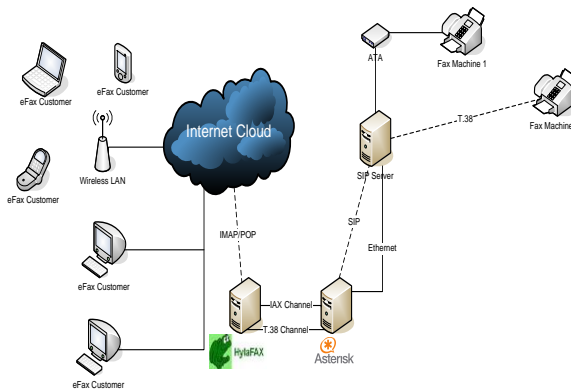 ATA
Fax Machine 1
eFax Customer
eFax Customer
Internet Cloud
T.38
Fax Machine
Wireless LAN
SIP Server
eFax Customer
SIP
IMAP/POP
Ethernet
eFax Customer
IAX Channel
T.38 Channel
HylaFAX
Asterisk
eFax Customer